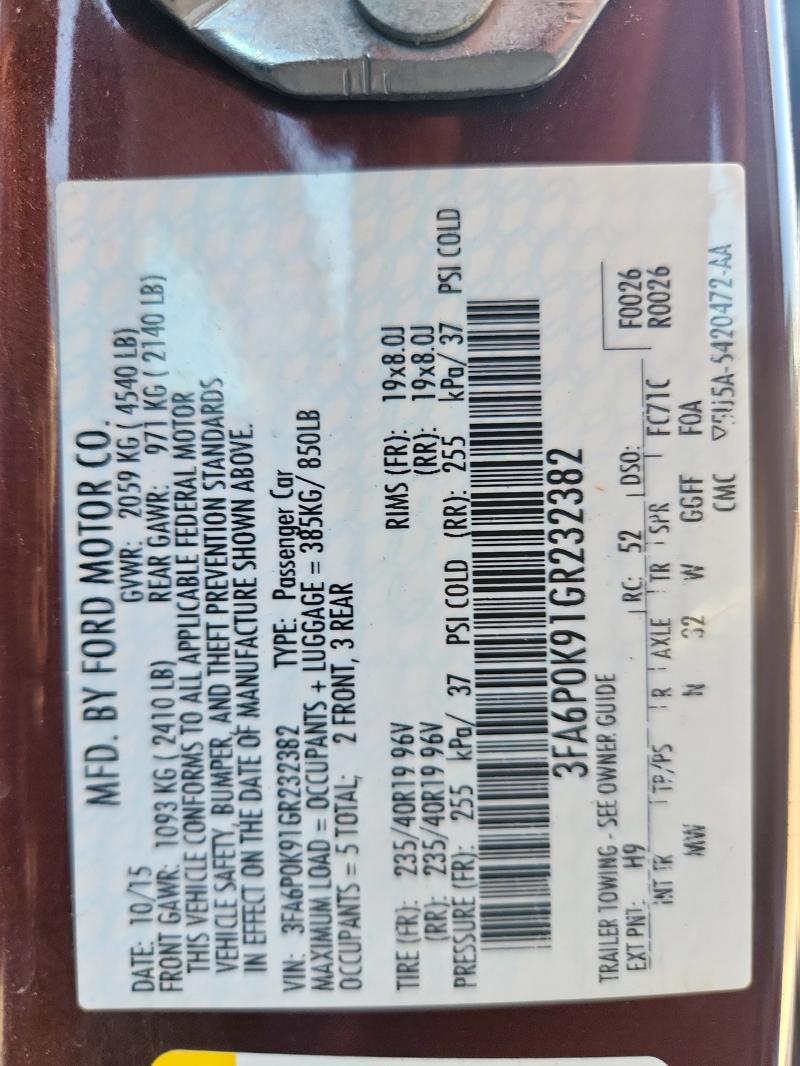 MFD. BY FORD MOTOR CO.
DATE: 10/15 GVWR: 2059 KG ( 4540 LB)
FRONT GAWR: 1093 KG ( 2410 LB) REAR GAWR: 971 KG ( 2140 LB)
THIS VEHICLE CONFORMS TO ALL APPLICABLE FEDERAL MOTOR
VEHICLE SAFETY, BUMPER, AND THEFT PREVENTION STANDARDS
IN EFFECT ON THE DATE OF MANUFACTURE SHOWN ABOVE.
VIN: 3FA6P0K91GR232382 TYPE: Passenger Car
MAXIMUM LOAD = OCCUPANTS + LUGGAGE = 385KG/ 850LB
OCCUPANTS = 5 TOTAL; 2 FRONT, 3 REAR
TIRE (FR): 235/40R19 96V RIMS (FR): 19x8.0J
(RR): 235/40R19 96V (RR): 19x8.0J
PRESSURE (FR): 255 kPa/ 37 PSI COLD (RR): 255 kPa/ 37 PSI COLD
3FA6P0K91GR232382
TRAILER TOWING - SEE OWNER GUIDE
EXT PNT: H9 RC: 52 DSO: F0026
R0026
INT TR TP/PS R AXLE TR SPR FC71C
MW N 32 W GGFF F0A
CMC ▽5U5A-5420472-AA